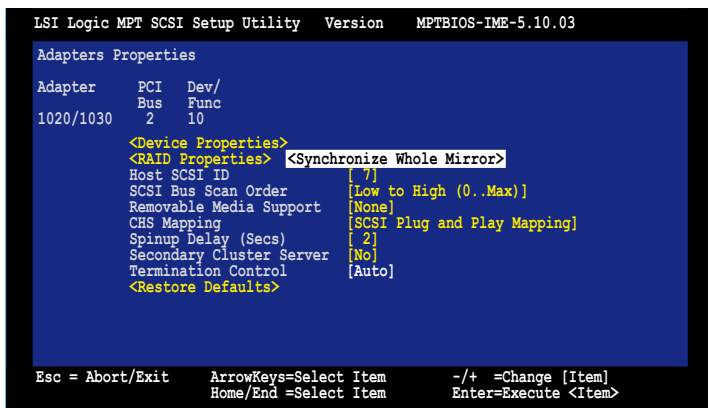 LSI Logic MPT SCSI Setup Utility Version MPTBIOS-IME-5.10.03
Adapters Properties
Adapter PCI Dev/
Bus Func
1020/1030 2 10
<Device Properties>
<RAID Properties> <Synchronize Whole Mirror>
Host SCSI ID [ 7]
SCSI Bus Scan Order [Low to High (0..Max)]
Removable Media Support [None]
CHS Mapping [SCSI Plug and Play Mapping]
Spinup Delay (Secs) [ 2]
Secondary Cluster Server [No]
Termination Control [Auto]
<Restore Defaults>
Esc = Abort/Exit ArrowKeys=Select Item -/+ =Change [Item]
Home/End =Select Item Enter=Execute <Item>